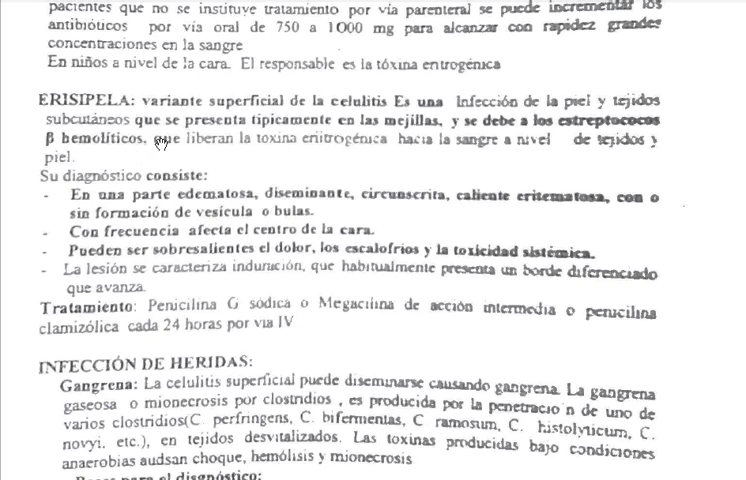 pacientes que no se instituye tratamiento por vía parenteral se puede incrementar los
antibióticos por vía oral de 750 a 1000 mg para alcanzar con rapidez grandes
concentraciones en la sangre
En niños a nivel de la cara. El responsable es la tóxina entrogénica
ERISIPELA: variante superficial de la celulitis Es una Infección de la piel y tejidos
subcutáneos que se presenta tipicamente en las mejillas, y se debe a los estreptococos
β hemolíticos, que liberan la toxina eritrogénica hacia la sangre a nivel de tejidos y
piel.
Su diagnóstico consiste:
- En una parte edematosa, diseminante, circunscrita, caliente eritematosa, con o
sin formación de vesícula o bulas.
- Con frecuencia afecta el centro de la cara.
- Pueden ser sobresalientes el dolor, los escalofrios y la toxicidad sistémica.
- La lesión se caracteriza induración, que habitualmente presenta un borde diferenciado
que avanza.
Tratamiento: Penicilina G sódica o Megacilina de acción intermedia o penicilina
clamizólica cada 24 horas por via IV
INFECCIÓN DE HERIDAS:
Gangrena: La celulitis superficial puede diseminarse causando gangrena. La gangrena
gaseosa o mionecrosis por clostridios , es producida por la penetracio n de uno de
varios clostridios(C. perfringens, C. bifermentas, C ramosum, C. histolyticum, C.
novyi. etc.), en tejidos desvitalizados. Las toxinas producidas bajo condiciones
anaerobias audsan choque, hemólisis y mionecrosis
Bases para el disgnóstico: